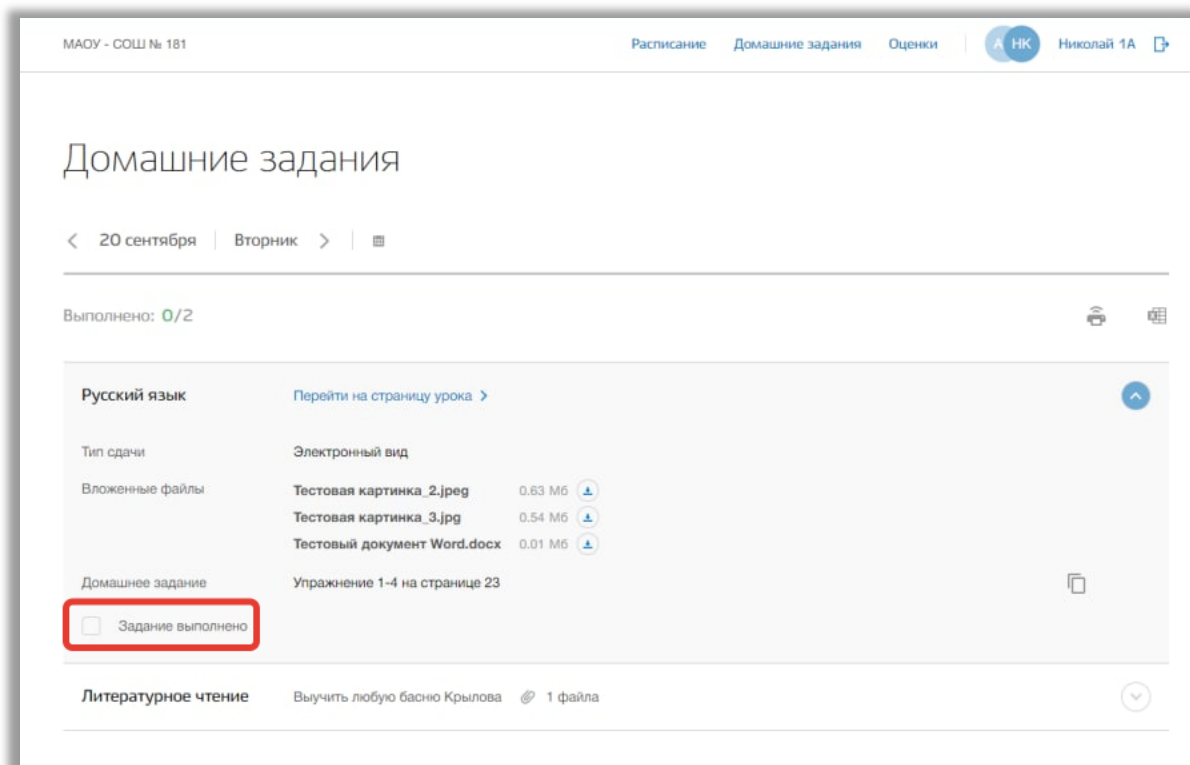 МАОУ - СОШ № 181 Расписание Домашние задания Оценки А НК Николай 1А
Домашние задания
20 сентября Вторник
Выполнено: 0/2
Русский язык Перейти на страницу урока
Тип сдачи Электронный вид
Вложенные файлы Тестовая картинка_2.jpeg 0.63 Мб
Тестовая картинка_3.jpg 0.54 Мб
Тестовый документ Word.docx 0.01 Мб
Домашнее задание Упражнение 1-4 на странице 23
Задание выполнено
Литературное чтение Выучить любую басню Крылова 1 файла